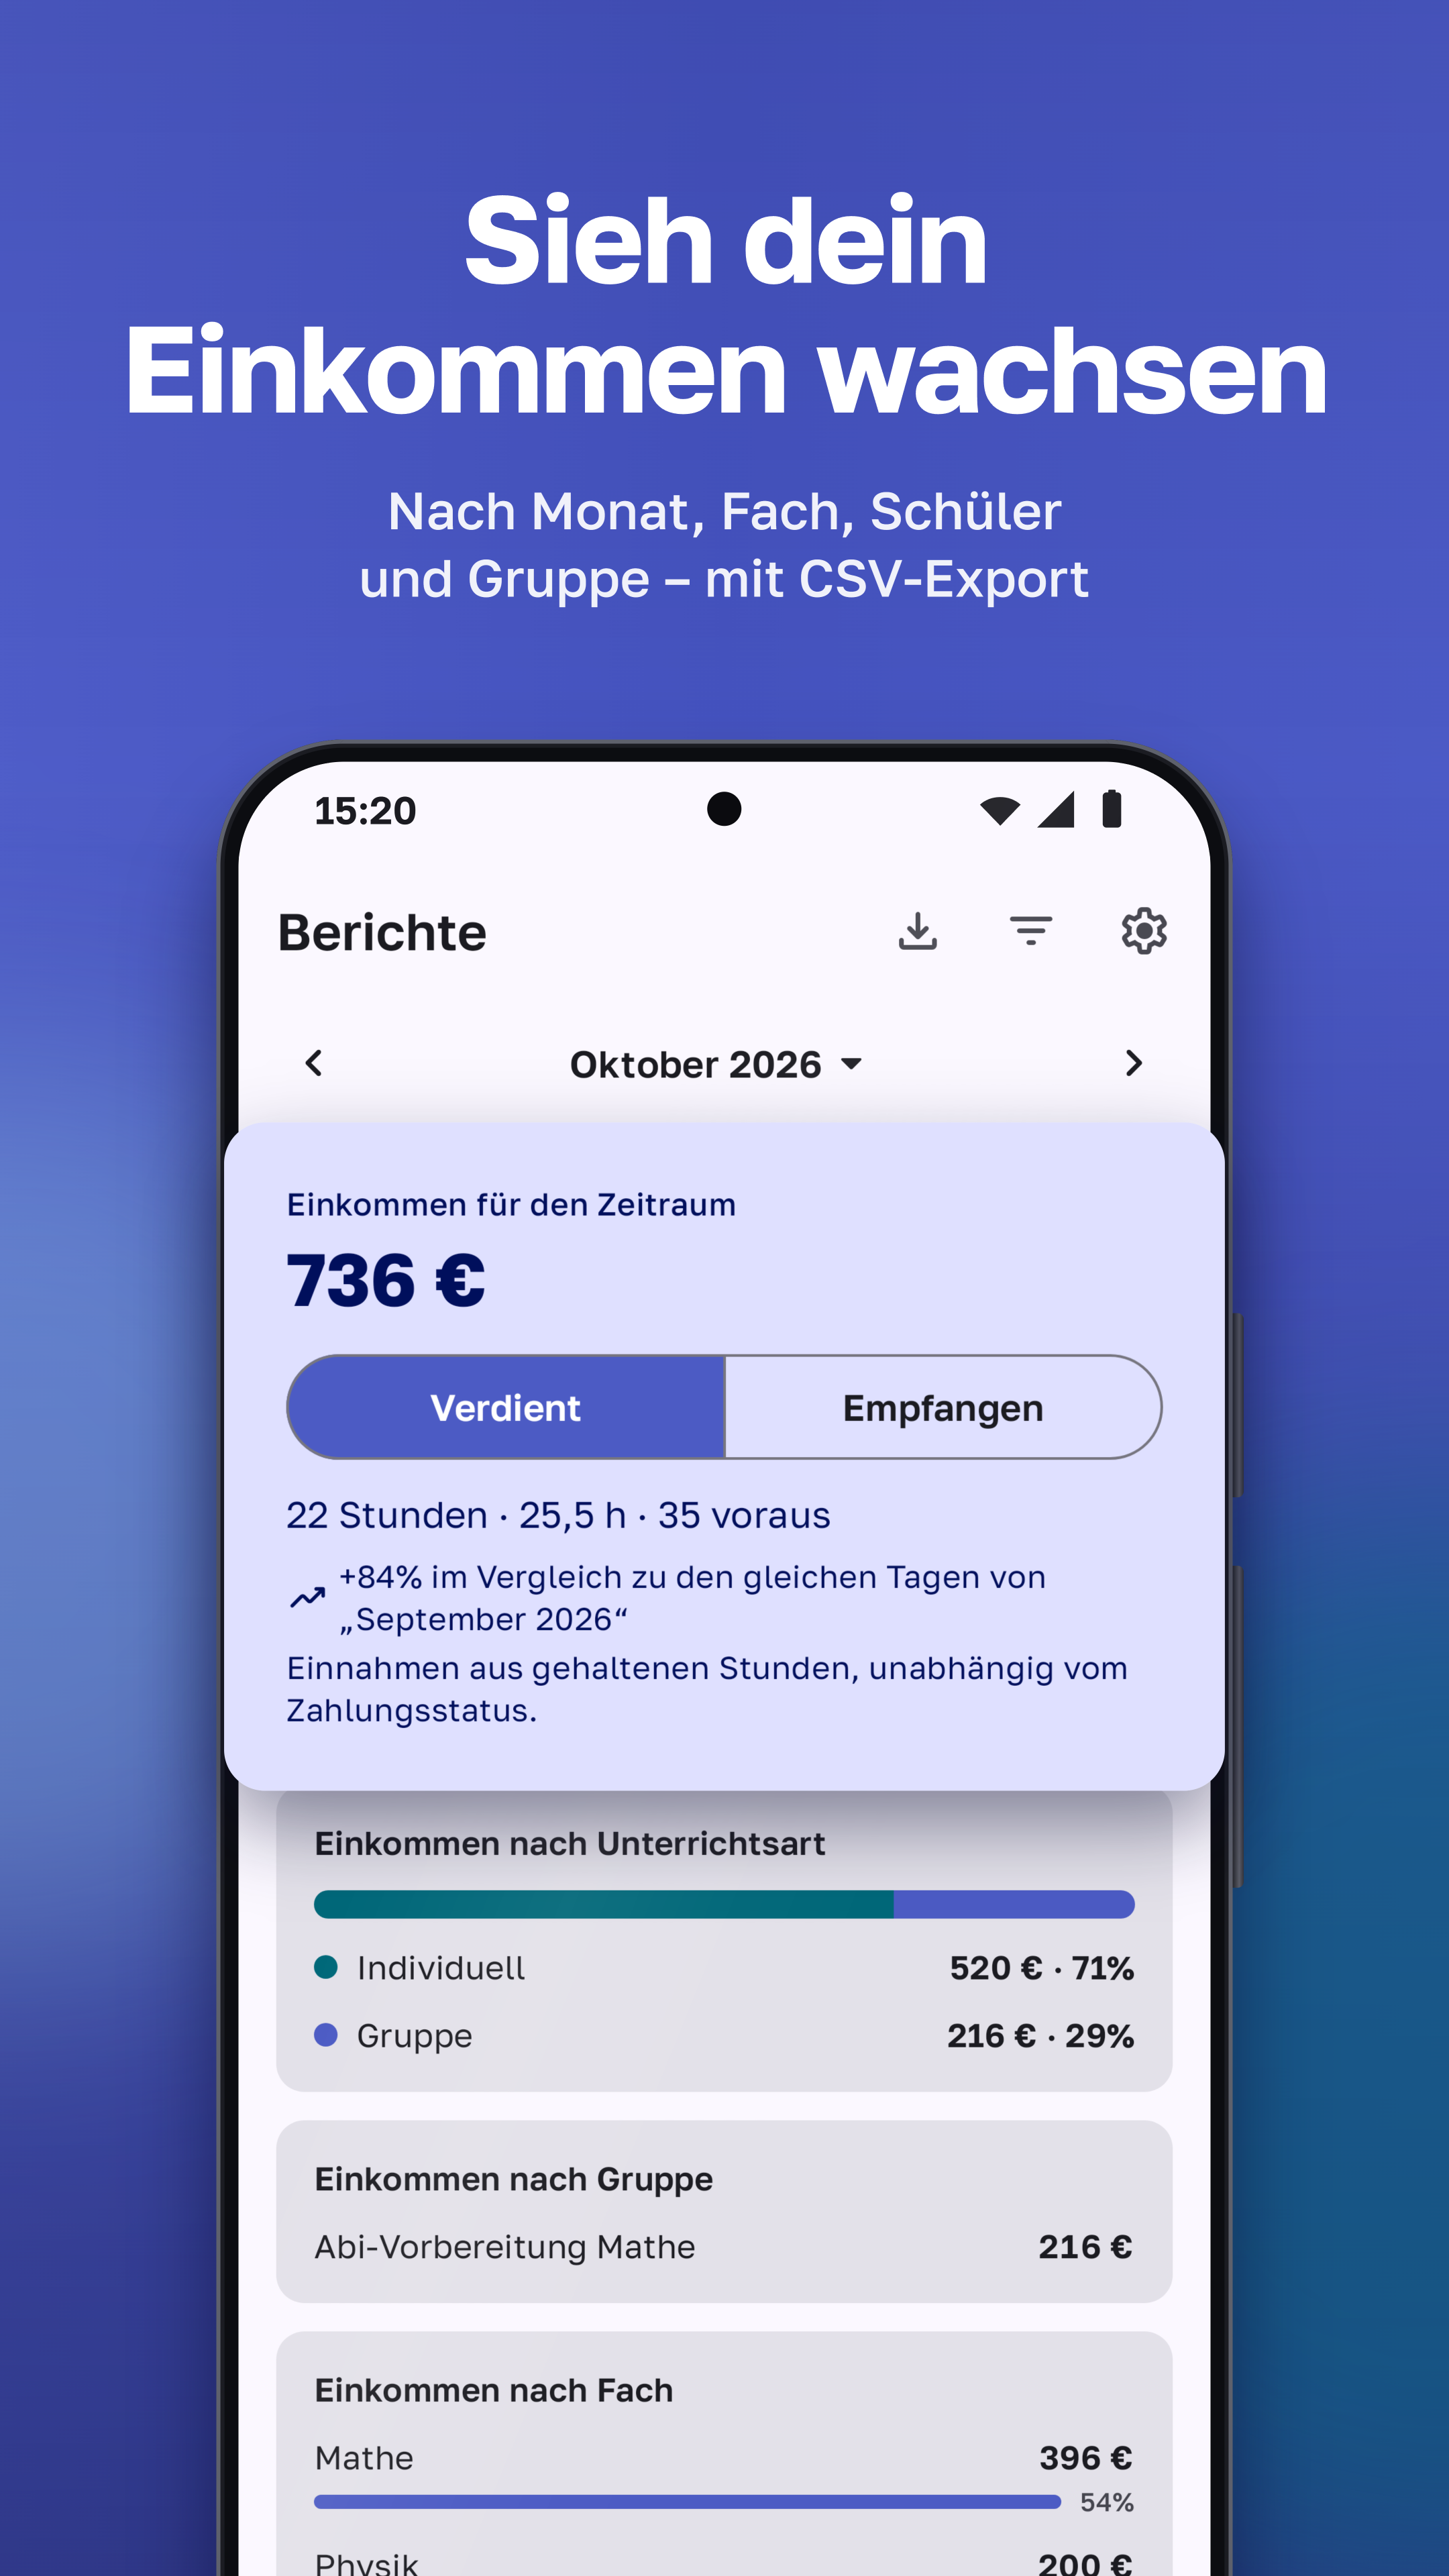 Sieh dein
Einkommen wachsen
Nach Monat, Fach, Schüler
und Gruppe – mit CSV-Export
15:20
Berichte
Oktober 2026
Einkommen für den Zeitraum
736 €
Verdient
Empfangen
22 Stunden · 25,5 h · 35 voraus
+84% im Vergleich zu den gleichen Tagen von
„September 2026“
Einnahmen aus gehaltenen Stunden, unabhängig vom
Zahlungsstatus.
Einkommen nach Unterrichtsart
Individuell 520 € · 71%
Gruppe 216 € · 29%
Einkommen nach Gruppe
Abi-Vorbereitung Mathe 216 €
Einkommen nach Fach
Mathe 396 €
54%
Physik 200 €